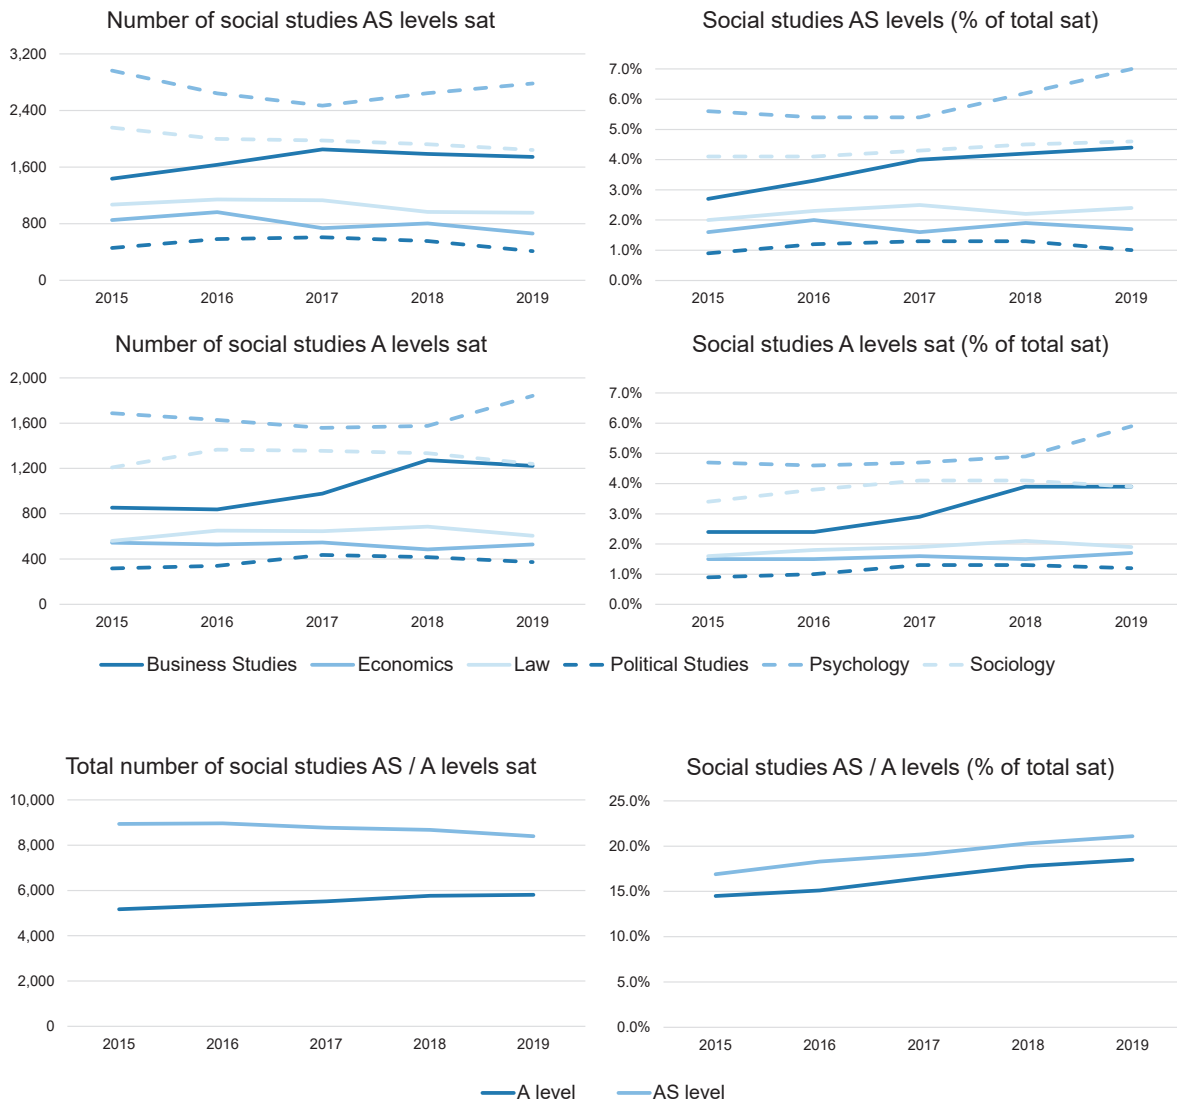 Number of social studies AS levels sat
3,200
2,400
1,600
800
0
2015 2016 2017 2018 2019
Social studies AS levels (% of total sat)
7.0%
6.0%
5.0%
4.0%
3.0%
2.0%
1.0%
0.0%
2015 2016 2017 2018 2019
Number of social studies A levels sat
2,000
1,600
1,200
800
400
0
2015 2016 2017 2018 2019
Social studies A levels sat (% of total sat)
7.0%
6.0%
5.0%
4.0%
3.0%
2.0%
1.0%
0.0%
2015 2016 2017 2018 2019
Business Studies Economics Law Political Studies Psychology Sociology
Total number of social studies AS / A levels sat
10,000
8,000
6,000
4,000
2,000
0
2015 2016 2017 2018 2019
Social studies AS / A levels (% of total sat)
25.0%
20.0%
15.0%
10.0%
5.0%
0.0%
2015 2016 2017 2018 2019
A level AS level